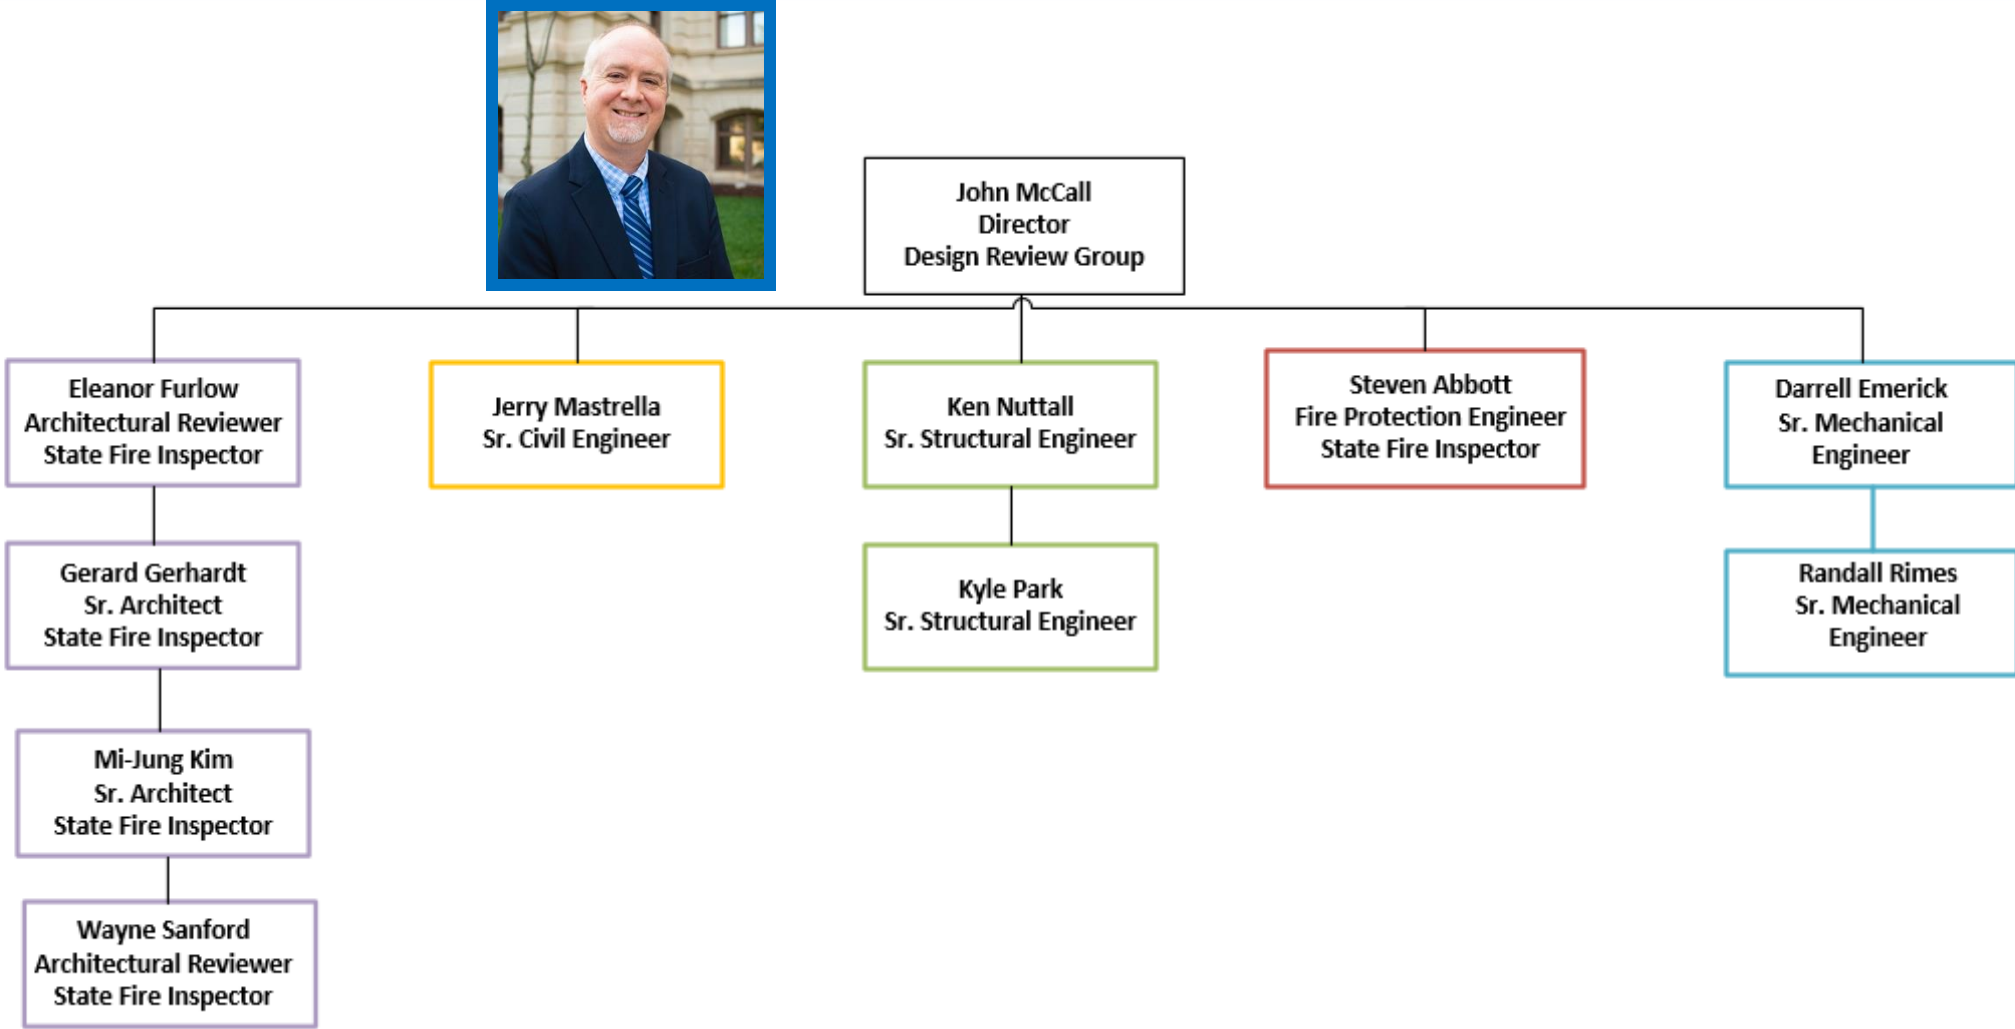 John McCall
Director
Design Review Group
Eleanor Furlow
Architectural Reviewer
State Fire Inspector
Jerry Mastrella
Sr. Civil Engineer
Ken Nuttall
Sr. Structural Engineer
Steven Abbott
Fire Protection Engineer
State Fire Inspector
Darrell Emerick
Sr. Mechanical
Engineer
Gerard Gerhardt
Sr. Architect
State Fire Inspector
Kyle Park
Sr. Structural Engineer
Randall Rimes
Sr. Mechanical
Engineer
Mi-Jung Kim
Sr. Architect
State Fire Inspector
Wayne Sanford
Architectural Reviewer
State Fire Inspector